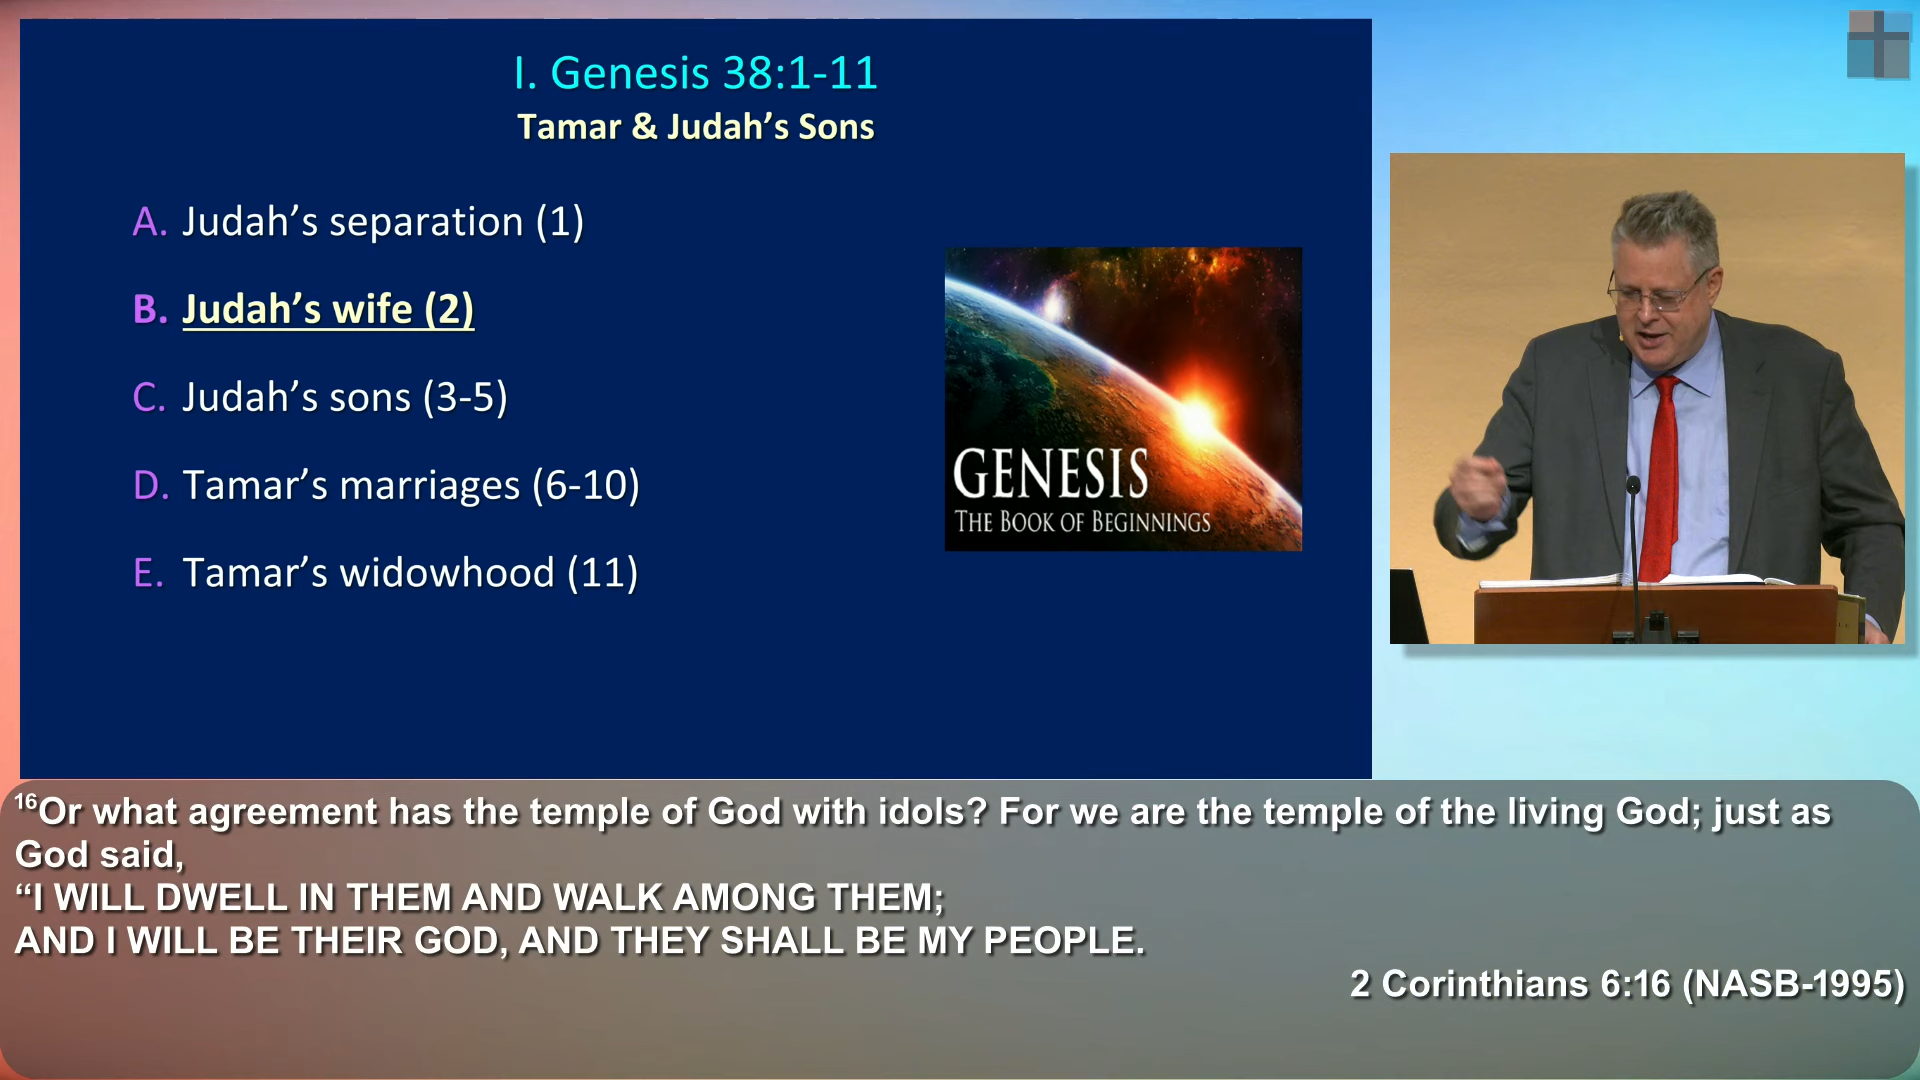 I. Genesis 38:1-11
Tamar & Judah’s Sons
A. Judah’s separation (1)
B. Judah’s wife (2)
C. Judah’s sons (3-5)
D. Tamar’s marriages (6-10)
E. Tamar’s widowhood (11)
GENESIS
THE BOOK OF BEGINNINGS
16Or what agreement has the temple of God with idols? For we are the temple of the living God; just as
God said,
“I WILL DWELL IN THEM AND WALK AMONG THEM;
AND I WILL BE THEIR GOD, AND THEY SHALL BE MY PEOPLE.
2 Corinthians 6:16 (NASB-1995)